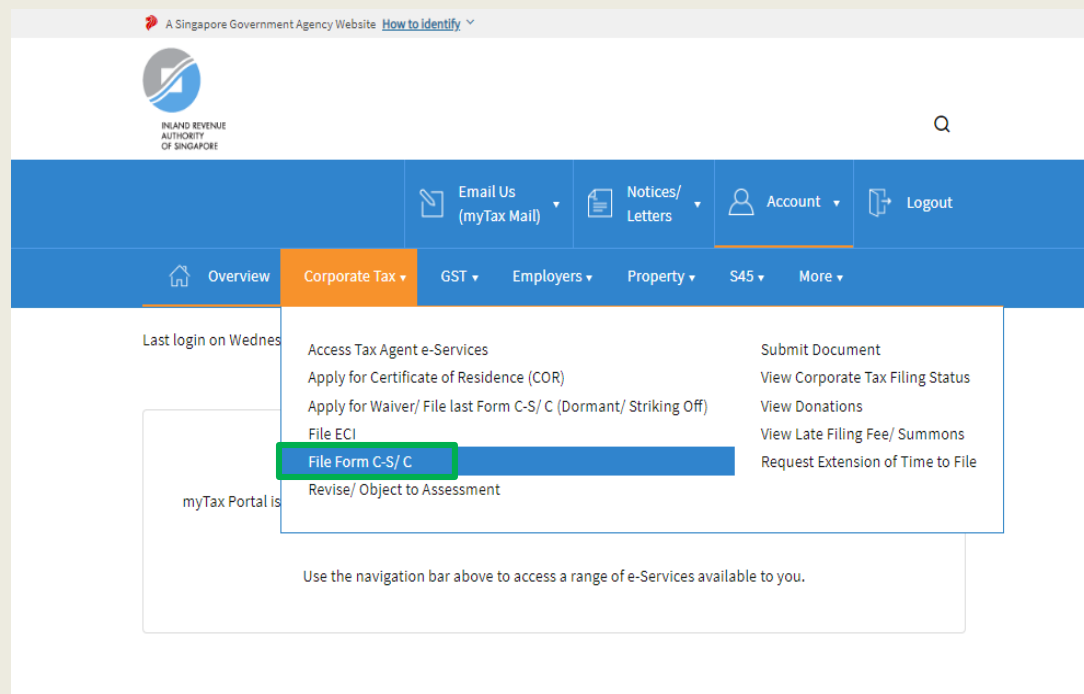 A Singapore Government Agency Website How to identify
INLAND REVENUE
AUTHORITY
OF SINGAPORE
Email Us
(myTax Mail)
Notices/
Letters
Account
Logout
Overview
Corporate Tax
GST
Employers
Property
S45
More
Last login on Wednes
Access Tax Agent e-Services
Apply for Certificate of Residence (COR)
Apply for Waiver/ File last Form C-S/ C (Dormant/ Striking Off)
File ECI
File Form C-S/ C
Revise/ Object to Assessment
Submit Document
View Corporate Tax Filing Status
View Donations
View Late Filing Fee/ Summons
Request Extension of Time to File
myTax Portal is
Use the navigation bar above to access a range of e-Services available to you.